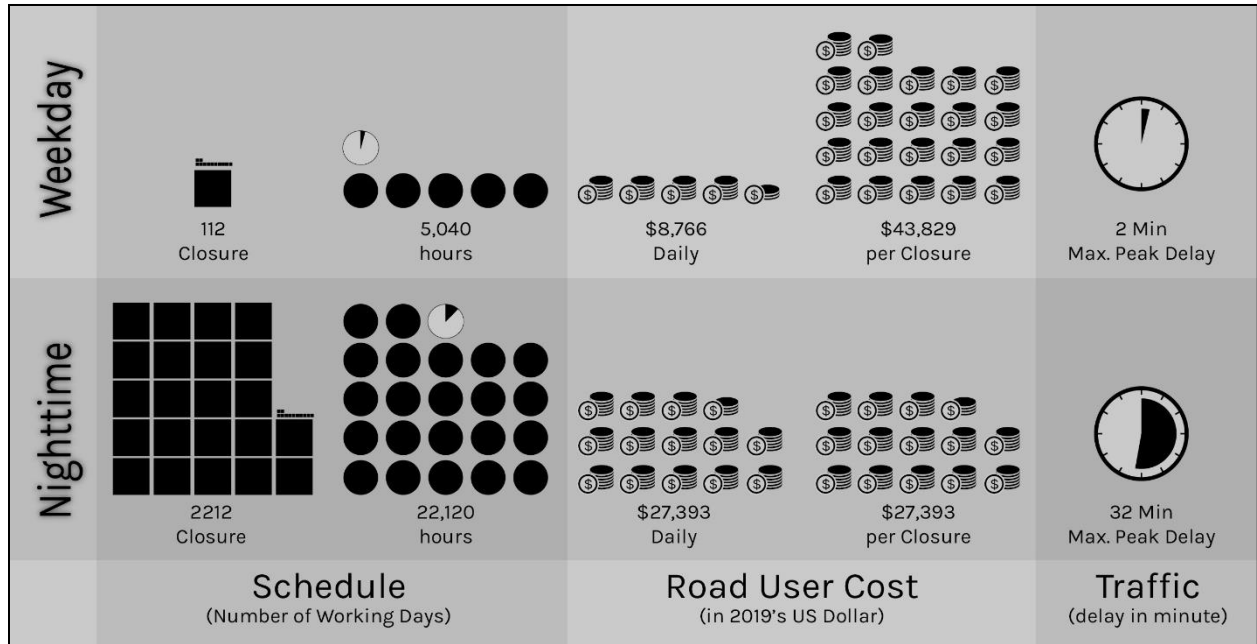 Weekday
112
Closure
5,040
hours
$8,766
Daily
$43,829
per Closure
2 Min
Max. Peak Delay
Nighttime
2212
Closure
22,120
hours
$27,393
Daily
$27,393
per Closure
32 Min
Max. Peak Delay
Schedule
(Number of Working Days)
Road User Cost
(in 2019's US Dollar)
Traffic
(delay in minute)